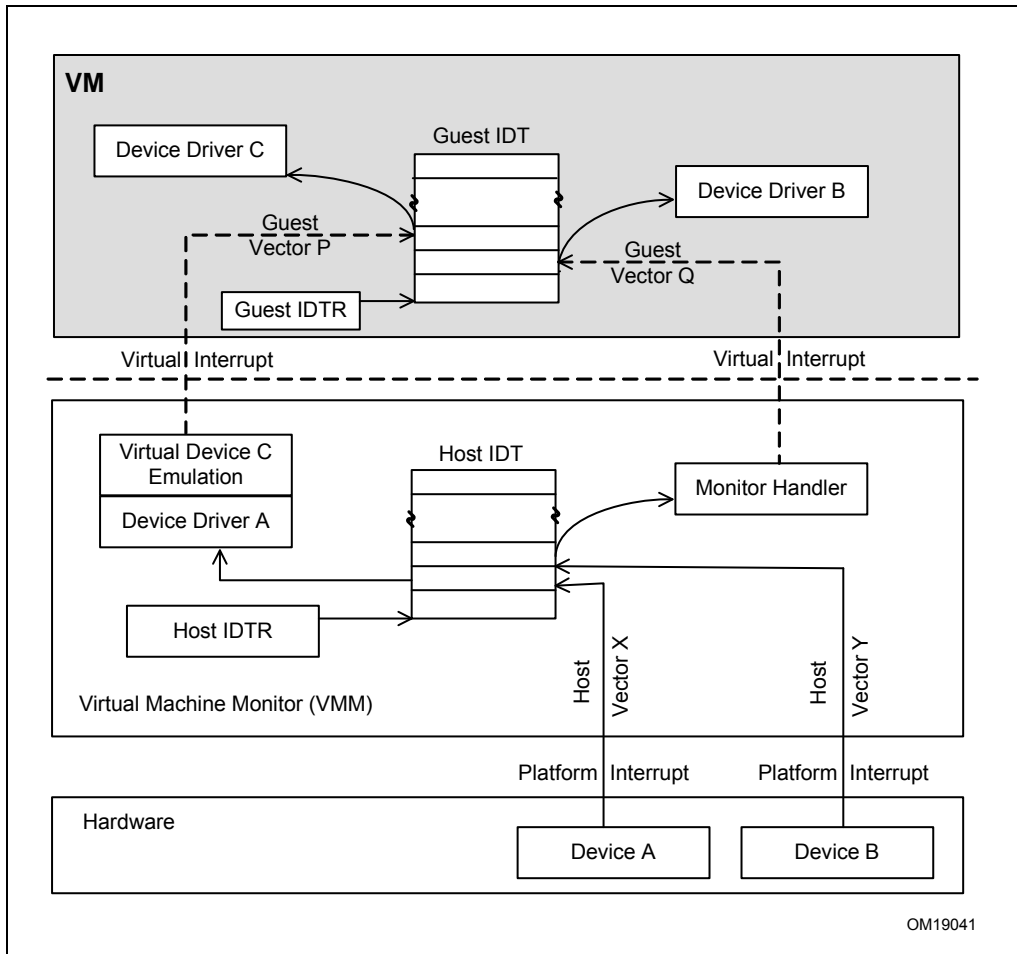 VM
Guest IDT
Device Driver C
Device Driver B
Guest
Vector P
Guest
Vector Q
Guest IDTR
Virtual Interrupt
Virtual Interrupt
Virtual Device C
Emulation
Device Driver A
Host IDT
Monitor Handler
Host IDTR
Host
Vector X
Host
Vector Y
Virtual Machine Monitor (VMM)
Platform Interrupt
Platform Interrupt
Hardware
Device A
Device B
OM19041